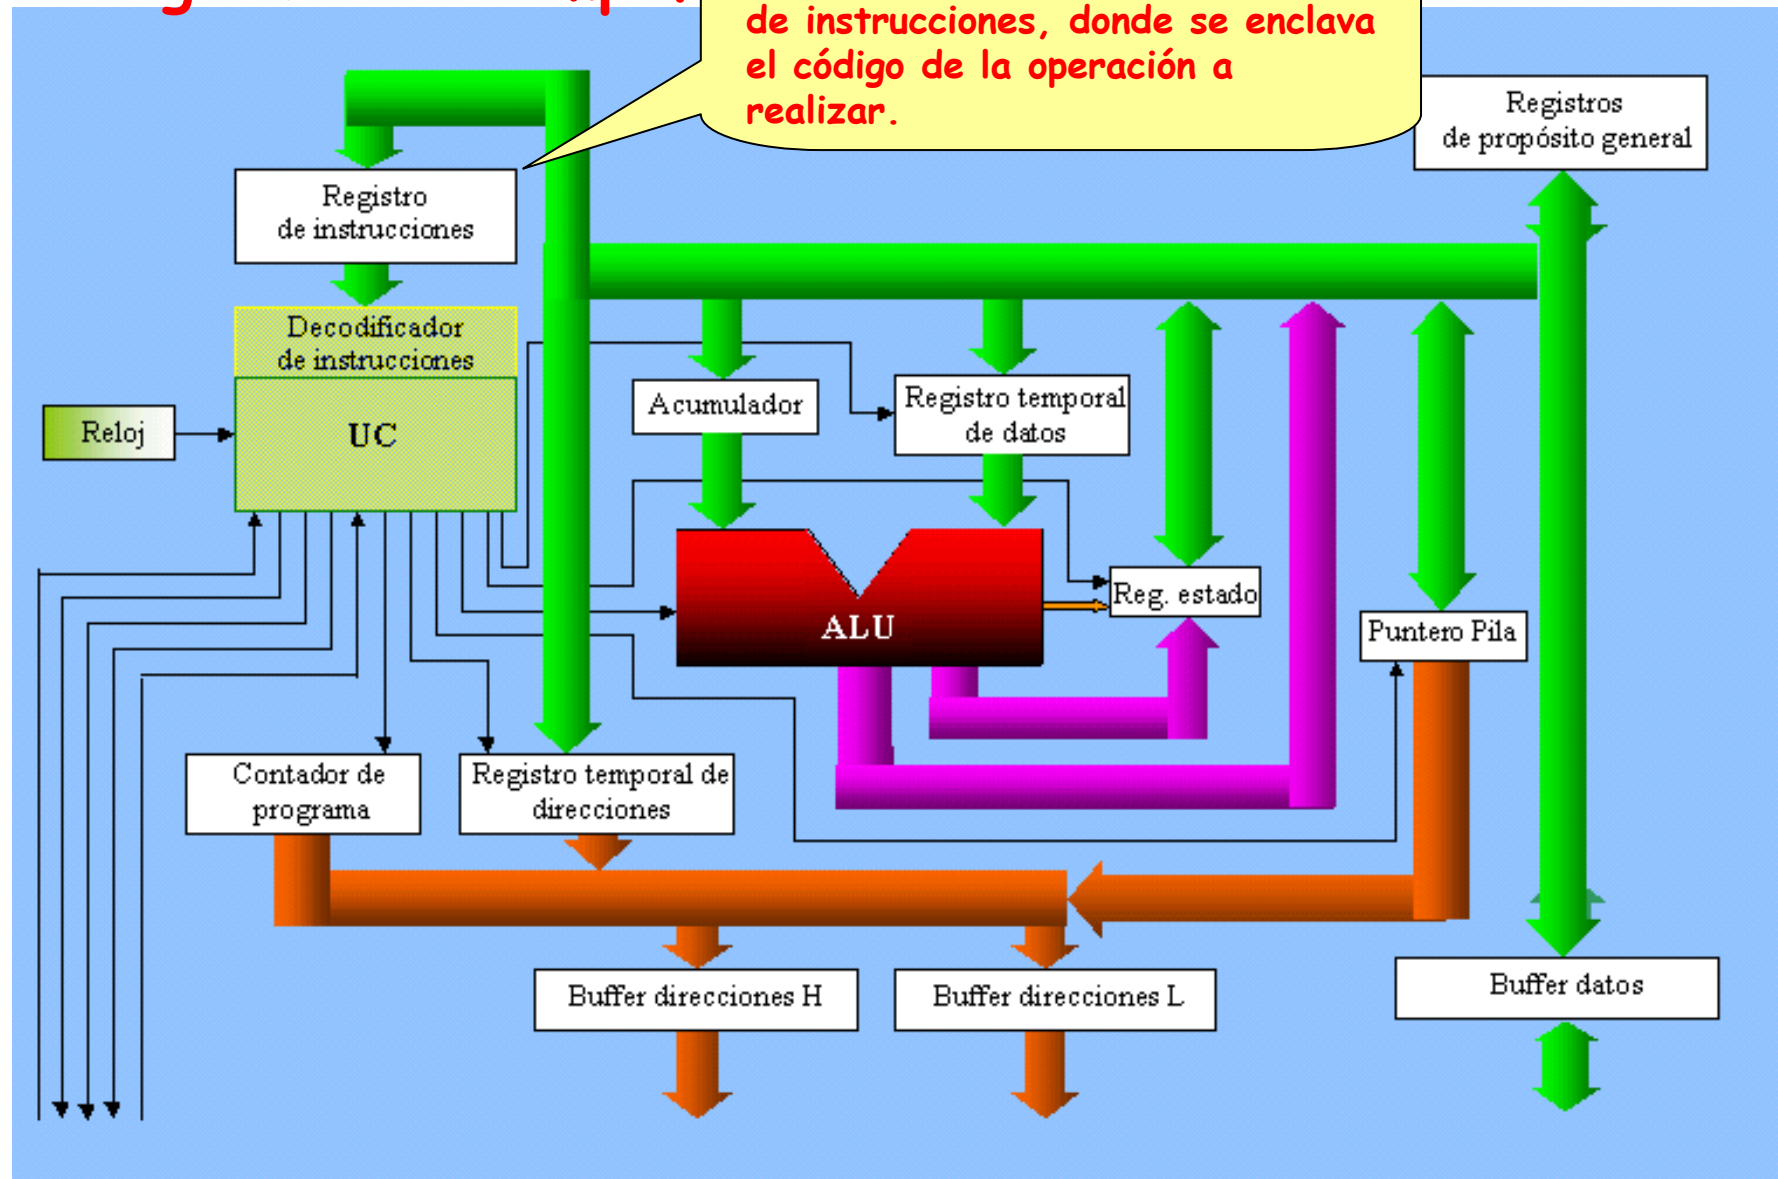 de instrucciones, donde se enclava
el código de la operación a
realizar.
Registros
de propósito general
Registro
de instrucciones
Decodificador
de instrucciones
UC
Reloj
Acumulador
Registro temporal
de datos
ALU
Reg. estado
Puntero Pila
Contador de
programa
Registro temporal de
direcciones
Buffer direcciones H
Buffer direcciones L
Buffer datos